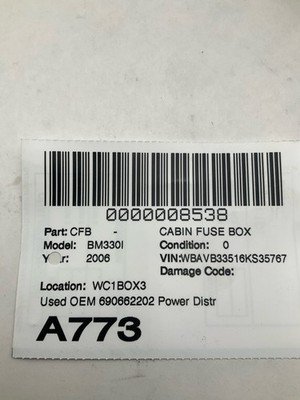 0000008538
Part: CFB - CABIN FUSE BOX
Model: BM330I Condition: 0
Year: 2006 VIN:WBAVB33516KS35767
Damage Code:
Location: WC1BOX3
Used OEM 690662202 Power Distr
A773